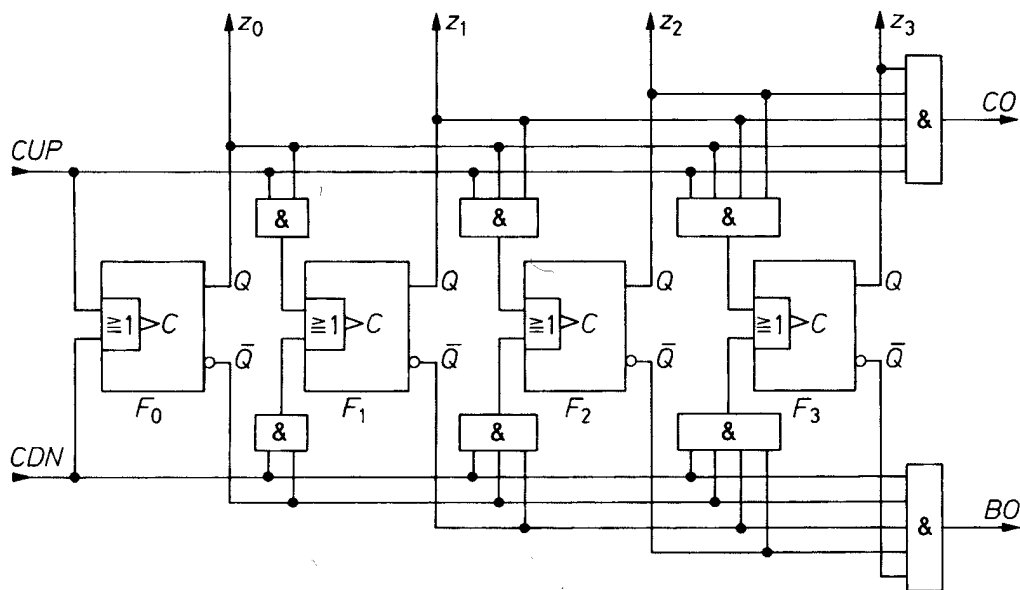 z₀ z₁ z₂ z₃
& CO
CUP
& & &
Q Q Q Q
≧1 C ≧1 C ≧1 C ≧1 C
Q̅ Q̅ Q̅ Q̅
F₀ F₁ F₂ F₃
& & &
CDN
& BO